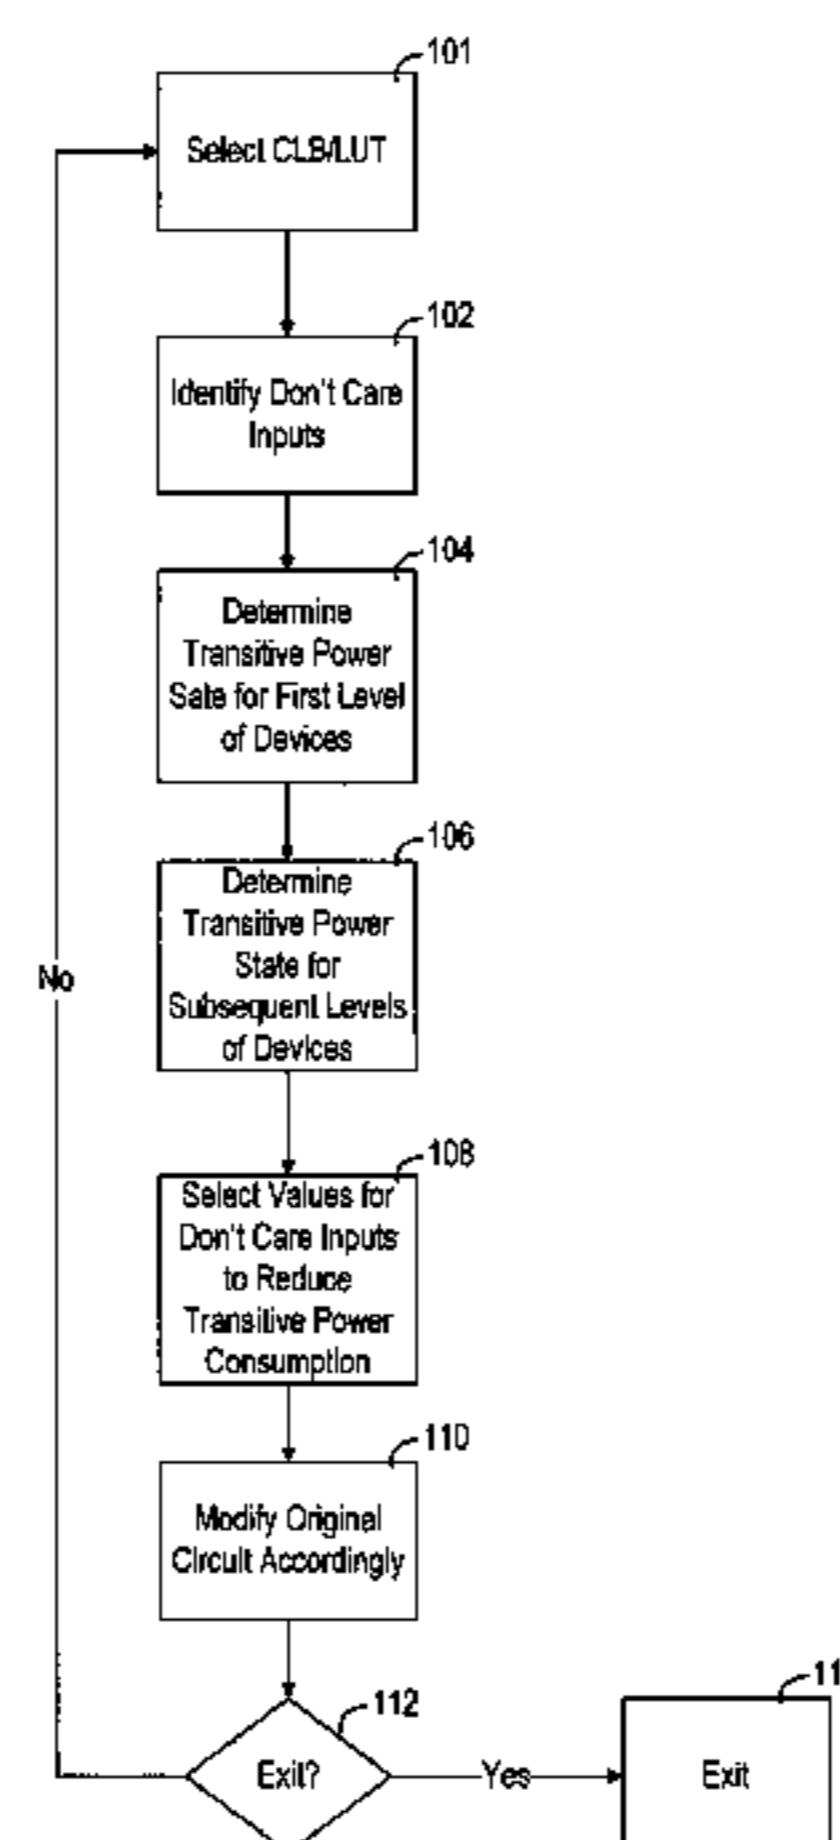 101
Select CLB/LUT
102
Identify Don't Care
Inputs
104
Determine
Transitive Power
Sate for First Level
of Devices
106
Determine
Transitive Power
State for
Subsequent Levels
of Devices
No
108
Select Values for
Don't Care Inputs
to Reduce
Transitive Power
Consumption
110
Modify Original
Circuit Accordingly
112
Exit?
Yes
11
Exit